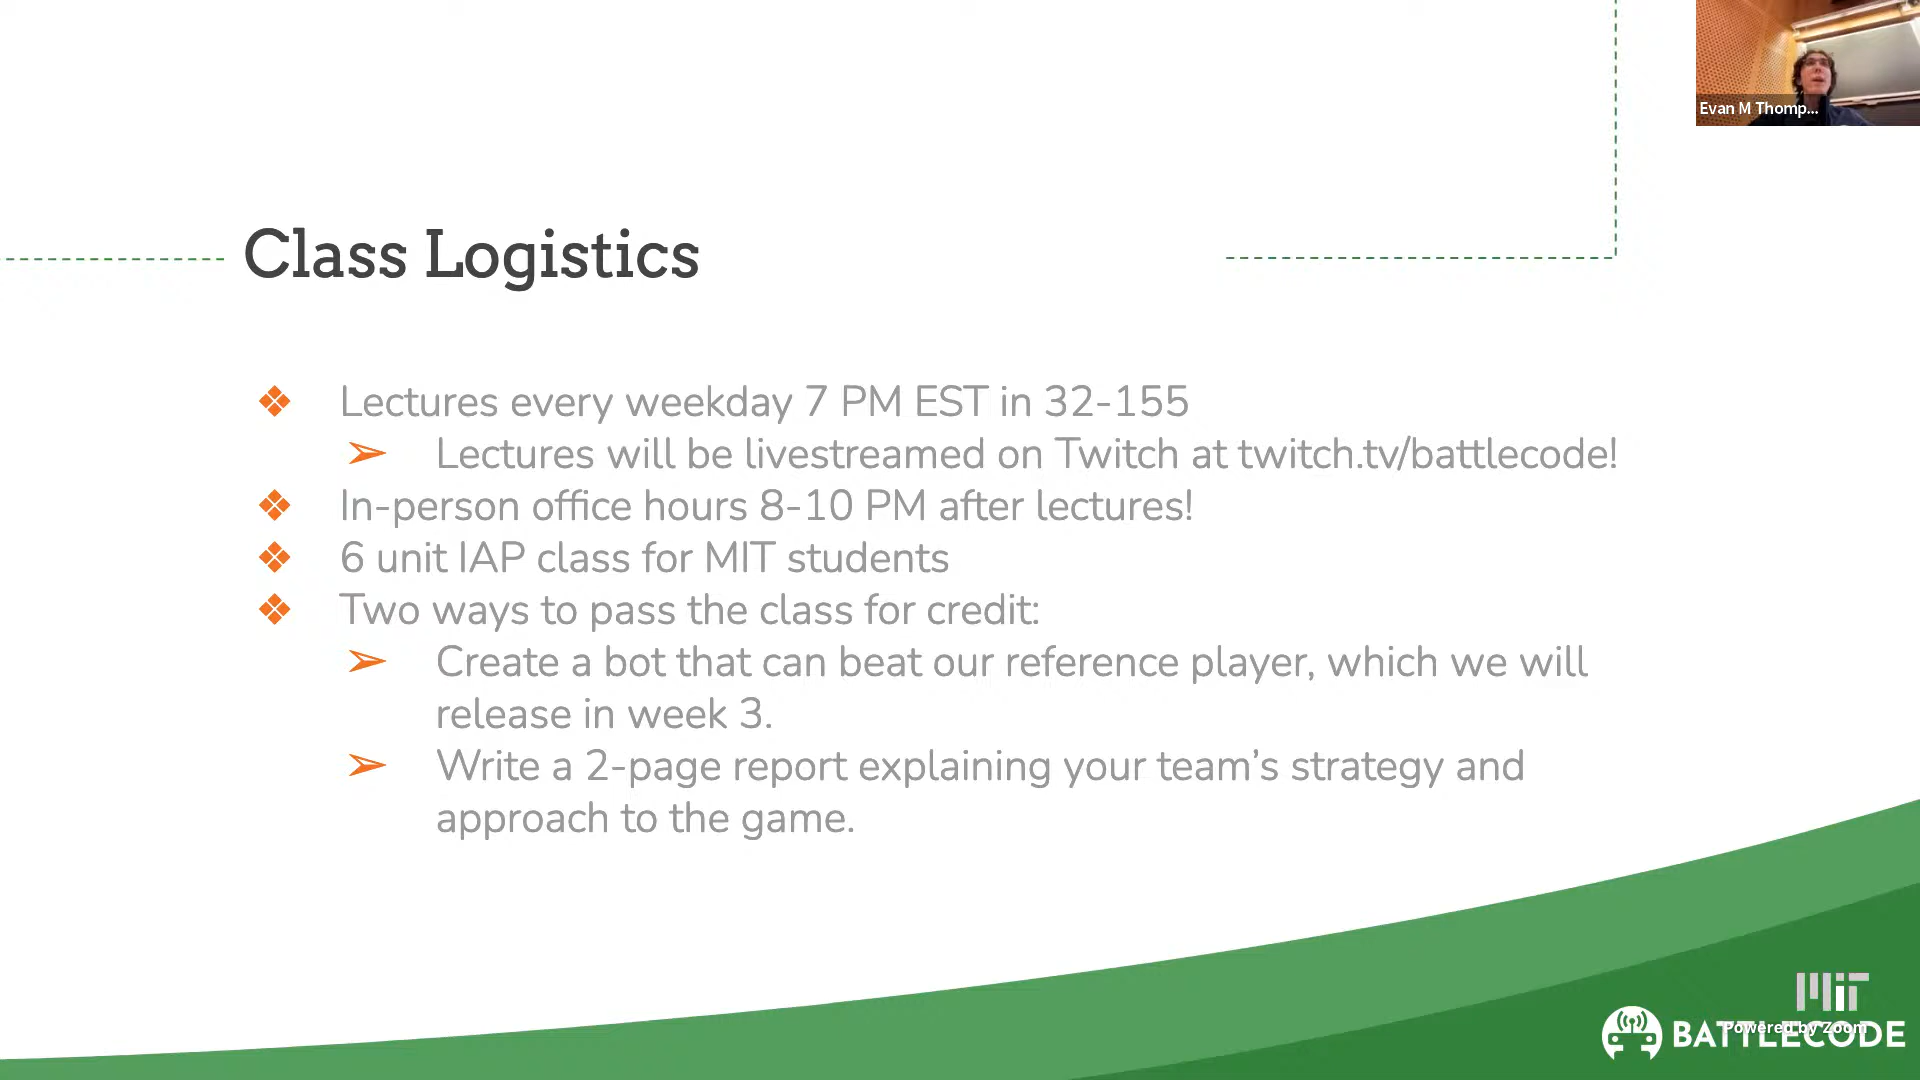 Evan M Thomp...
Class Logistics
❖ Lectures every weekday 7 PM EST in 32-155
➢ Lectures will be livestreamed on Twitch at twitch.tv/battlecode!
❖ In-person office hours 8-10 PM after lectures!
❖ 6 unit IAP class for MIT students
❖ Two ways to pass the class for credit:
➢ Create a bot that can beat our reference player, which we will
release in week 3.
➢ Write a 2-page report explaining your team’s strategy and
approach to the game.
MIT
Powered by Zoom
BATTLECODE